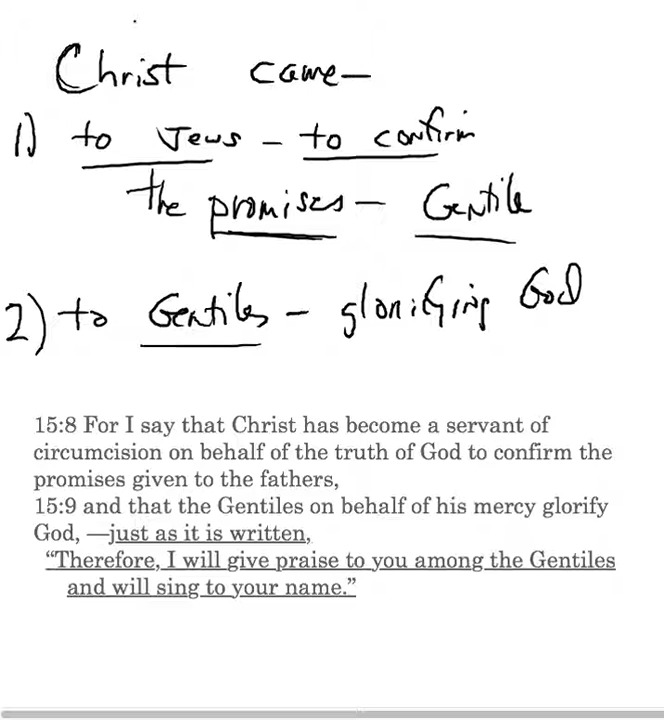 Christ came—
1) to Jews – to confirm
the promises – Gentile
2) to Gentiles – glorifying God
15:8 For I say that Christ has become a servant of
circumcision on behalf of the truth of God to confirm the
promises given to the fathers,
15:9 and that the Gentiles on behalf of his mercy glorify
God, —just as it is written,
“Therefore, I will give praise to you among the Gentiles
and will sing to your name.”